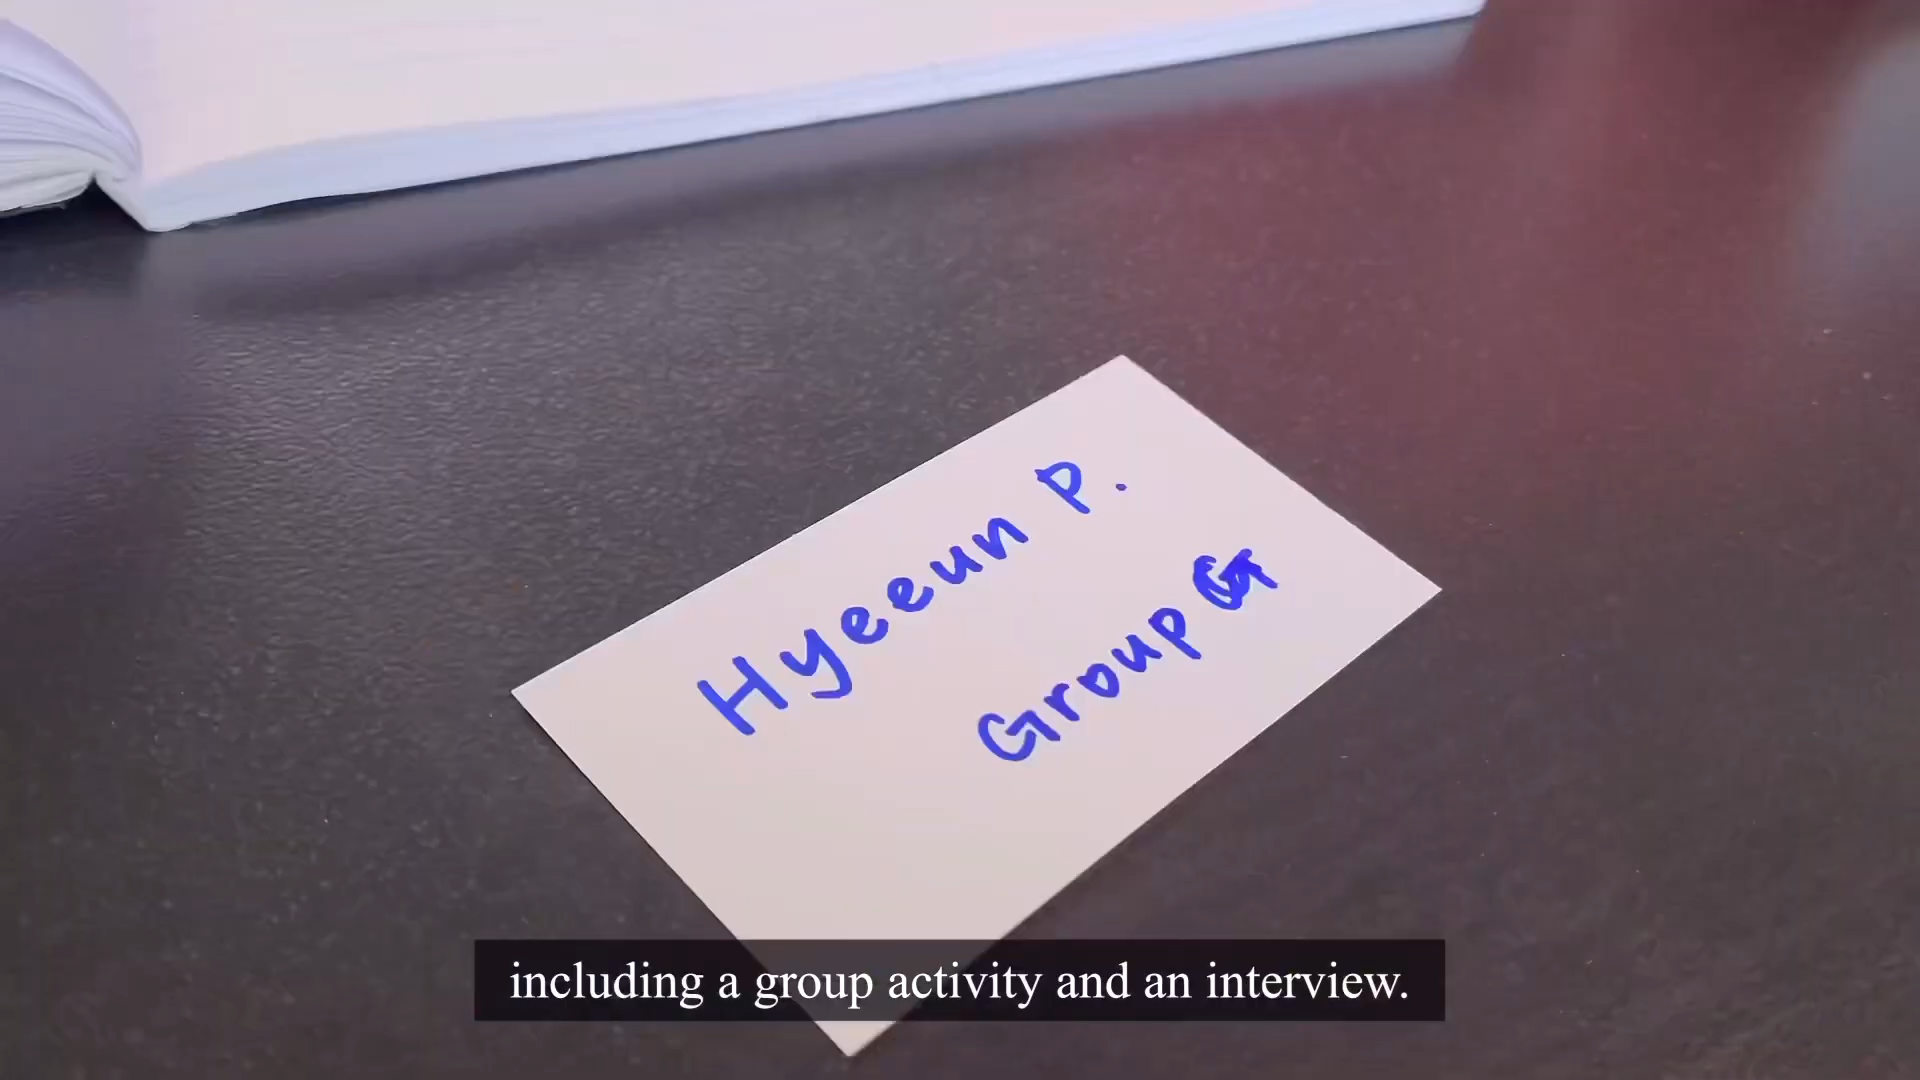 Hyeeun P.
Group G
including a group activity and an interview.